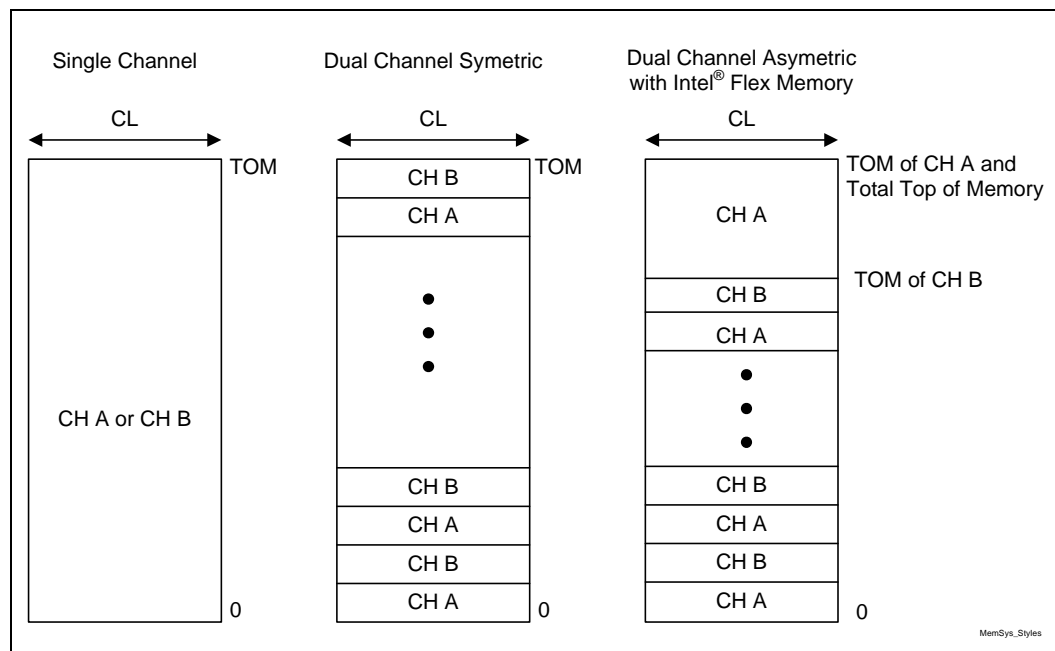 Single Channel
CL
TOM
CH A or CH B
0
Dual Channel Symetric
CL
TOM
CH B
CH A
CH B
CH A
CH B
CH A
0
Dual Channel Asymetric
with Intel® Flex Memory
CL
TOM of CH A and
Total Top of Memory
CH A
TOM of CH B
CH B
CH A
CH B
CH A
CH B
CH A
0
MemSys_Styles